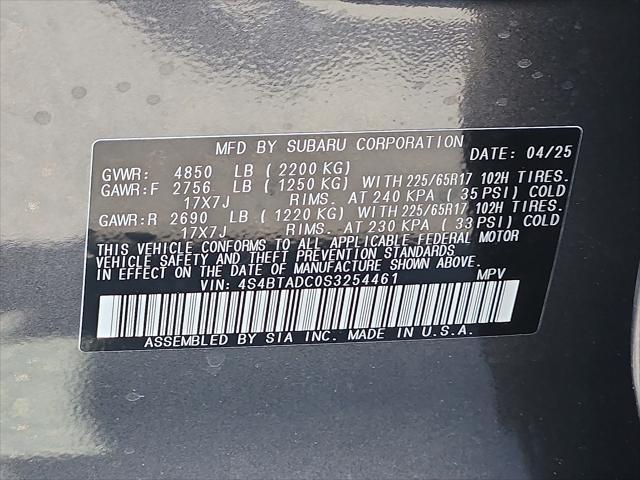 MFD BY SUBARU CORPORATION
DATE: 04/25
GVWR: 4850 LB ( 2200 KG)
GAWR:F 2756 LB ( 1250 KG) WITH 225/65R17 102H TIRES.
17X7J RIMS. AT 240 KPA ( 35 PSI) COLD
GAWR:R 2690 LB ( 1220 KG) WITH 225/65R17 102H TIRES.
17X7J RIMS. AT 230 KPA ( 33 PSI) COLD
THIS VEHICLE CONFORMS TO ALL APPLICABLE FEDERAL MOTOR
VEHICLE SAFETY AND THEFT PREVENTION STANDARDS
IN EFFECT ON THE DATE OF MANUFACTURE SHOWN ABOVE.
VIN: 4S4BTADC0S3254461 MPV
ASSEMBLED BY SIA INC. MADE IN U.S.A.